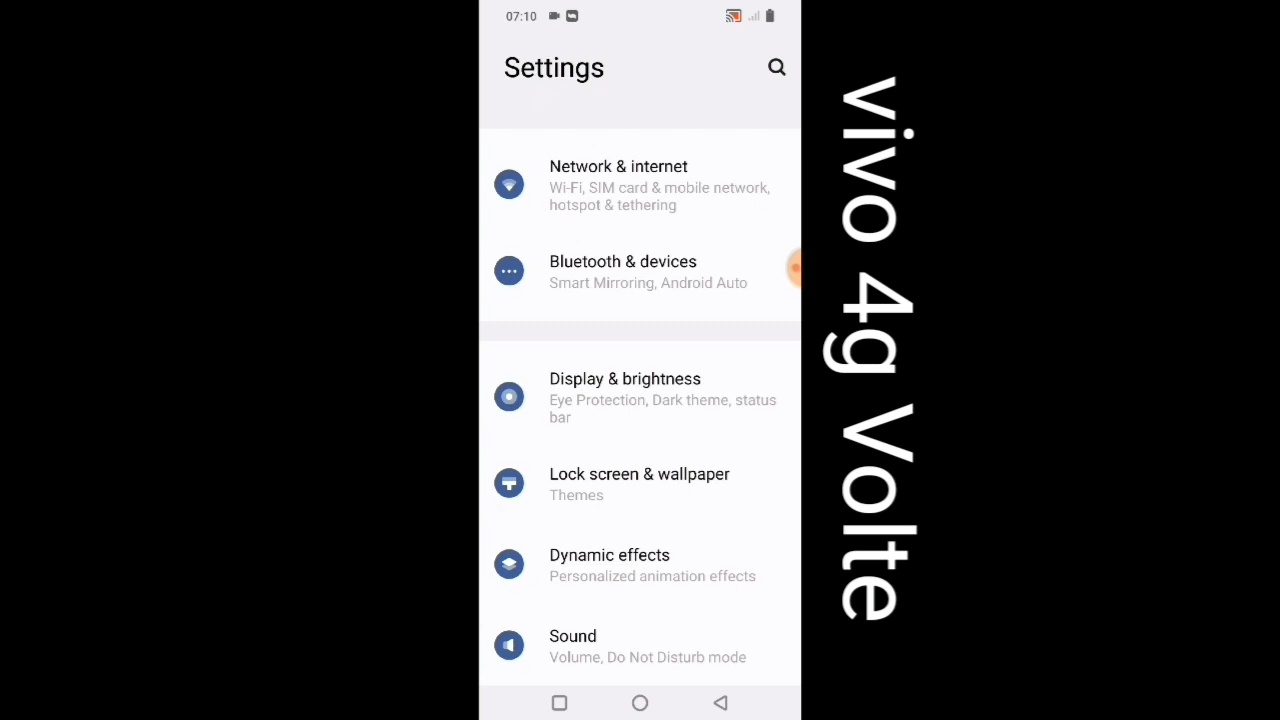 07:10
Settings
Network & internet
Wi-Fi, SIM card & mobile network,
hotspot & tethering
Bluetooth & devices
Smart Mirroring, Android Auto
Display & brightness
Eye Protection, Dark theme, status
bar
Lock screen & wallpaper
Themes
Dynamic effects
Personalized animation effects
Sound
Volume, Do Not Disturb mode
vivo 4g Volte